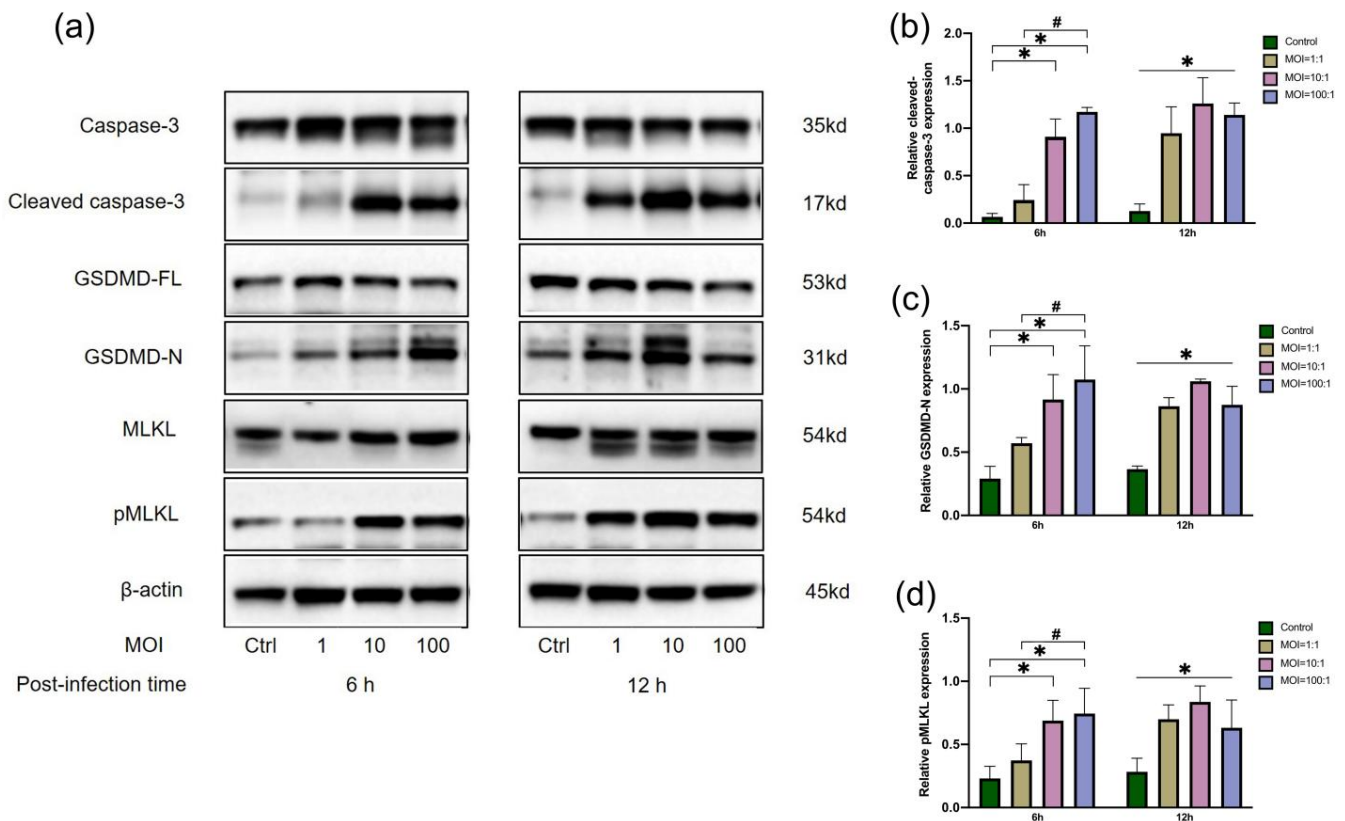 (a)
Caspase-3 35kd
Cleaved caspase-3 17kd
GSDMD-FL 53kd
GSDMD-N 31kd
MLKL 54kd
pMLKL 54kd
β-actin 45kd
MOI Ctrl 1 10 100 Ctrl 1 10 100
Post-infection time 6 h 12 h
(b)
Relative cleaved-
caspase-3 expression
2.0
1.5
1.0
0.5
0.0
#
*
*
*
6h 12h
Control
MOI=1:1
MOI=10:1
MOI=100:1
(c)
Relative GSDMD-N expression
1.5
1.0
0.5
0.0
#
*
*
*
6h 12h
Control
MOI=1:1
MOI=10:1
MOI=100:1
(d)
Relative pMLKL expression
1.5
1.0
0.5
0.0
#
*
*
*
6h 12h
Control
MOI=1:1
MOI=10:1
MOI=100:1